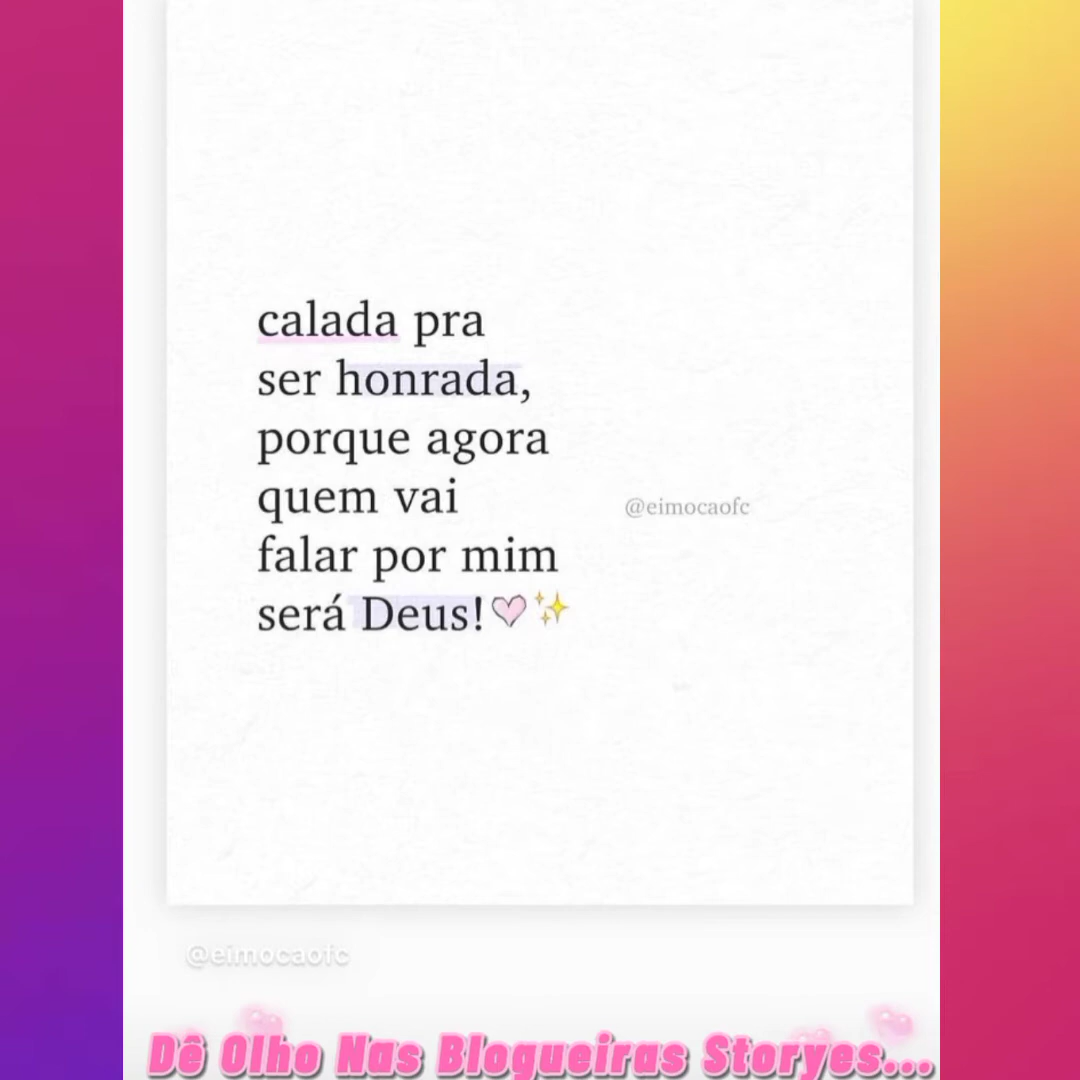 calada pra
ser honrada,
porque agora
quem vai
@eimocaofc
falar por mim
será Deus!🩷✨
@eimocaofc
Dê Olho Nas Blogueiras Storyes...